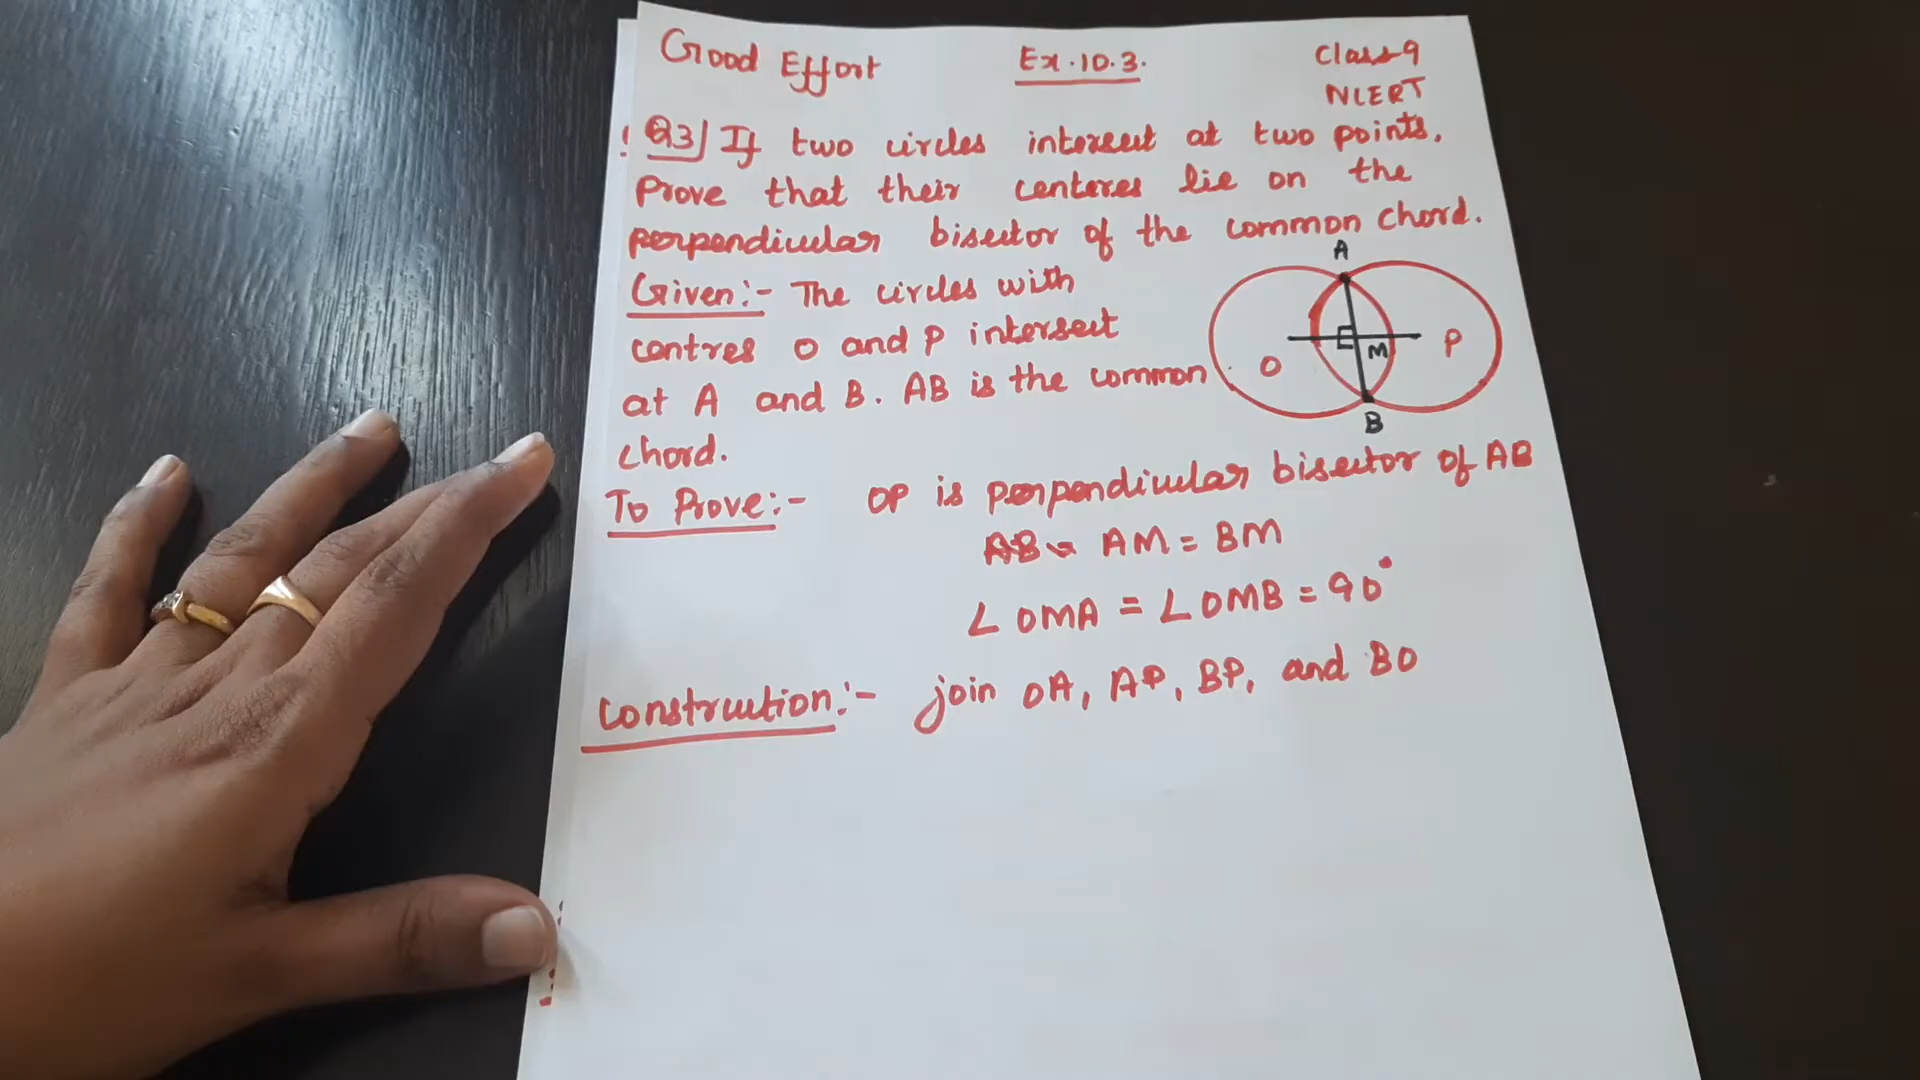 Good Effort Ex.10.3. Class-9
NCERT
Q3) If two circles intersect at two points,
Prove that their centeres lie on the
perpendicular bisector of the common chord.
Given:- The circles with
centres O and P intersect
at A and B. AB is the common
chord.
A
O
M
P
B
To Prove:- OP is perpendicular bisector of AB
AB = AM = BM
∠OMA = ∠OMB = 90°
Construction:- join OA, AP, BP, and BO